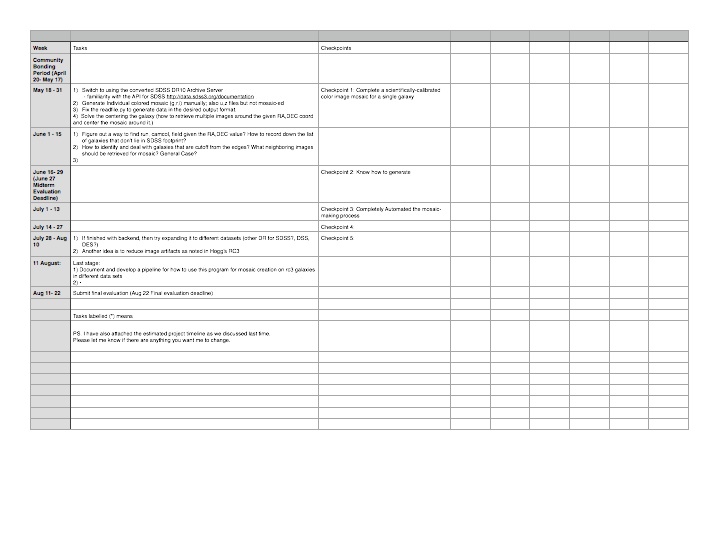 Week Tasks Checkpoints
Community
Bonding
Period (April
20- May 17)
May 18 - 31
1) Switch to using the converted SDSS DR10 Archive Server
- familiarity with the API for SDSS http://data.sdss3.org/documentation
2) Generate Individual colored mosaic (g r i) manually; also u z files but not mosaic-ed
3) Fix the readfile.py to generate data in the desired output format.
4) Solve the centering the galaxy (how to retrieve multiple images around the given RA,DEC coord
and center the mosaic around it.)
Checkpoint 1: Complete a scientifically-calibrated
color image mosaic for a single galaxy
June 1 - 15
1) Figure out a way to find run, camcol, field given the RA,DEC value? How to record down the list
of galaxies that don't lie in SDSS footprint?
2) How to identify and deal with galaxies that are cutoff from the edges? What neighboring images
should be retrieved for mosaic? General Case?
3)
June 16- 29
(June 27
Midterm
Evaluation
Deadline)
Checkpoint 2: Know how to generate
July 1 - 13
Checkpoint 3: Completely Automated the mosaic-
making process
July 14 - 27
Checkpoint 4:
July 28 - Aug
10
1) If finished with backend, then try expanding it to different datasets (other DR for SDSS?, DSS,
DES?)
2) Another idea is to reduce image artifacts as noted in Hogg's RC3
Checkpoint 5:
11 August:
Last stage:
1) Document and develop a pipeline for how to use this program for mosaic creation on rc3 galaxies
in different data sets
2) -
Aug 11- 22
Submit final evaluation (Aug 22 Final evaluation deadline)
Tasks labelled (*) means
PS. I have also attached the estimated project timeline as we discussed last time.
Please let me know if there are anything you want me to change.